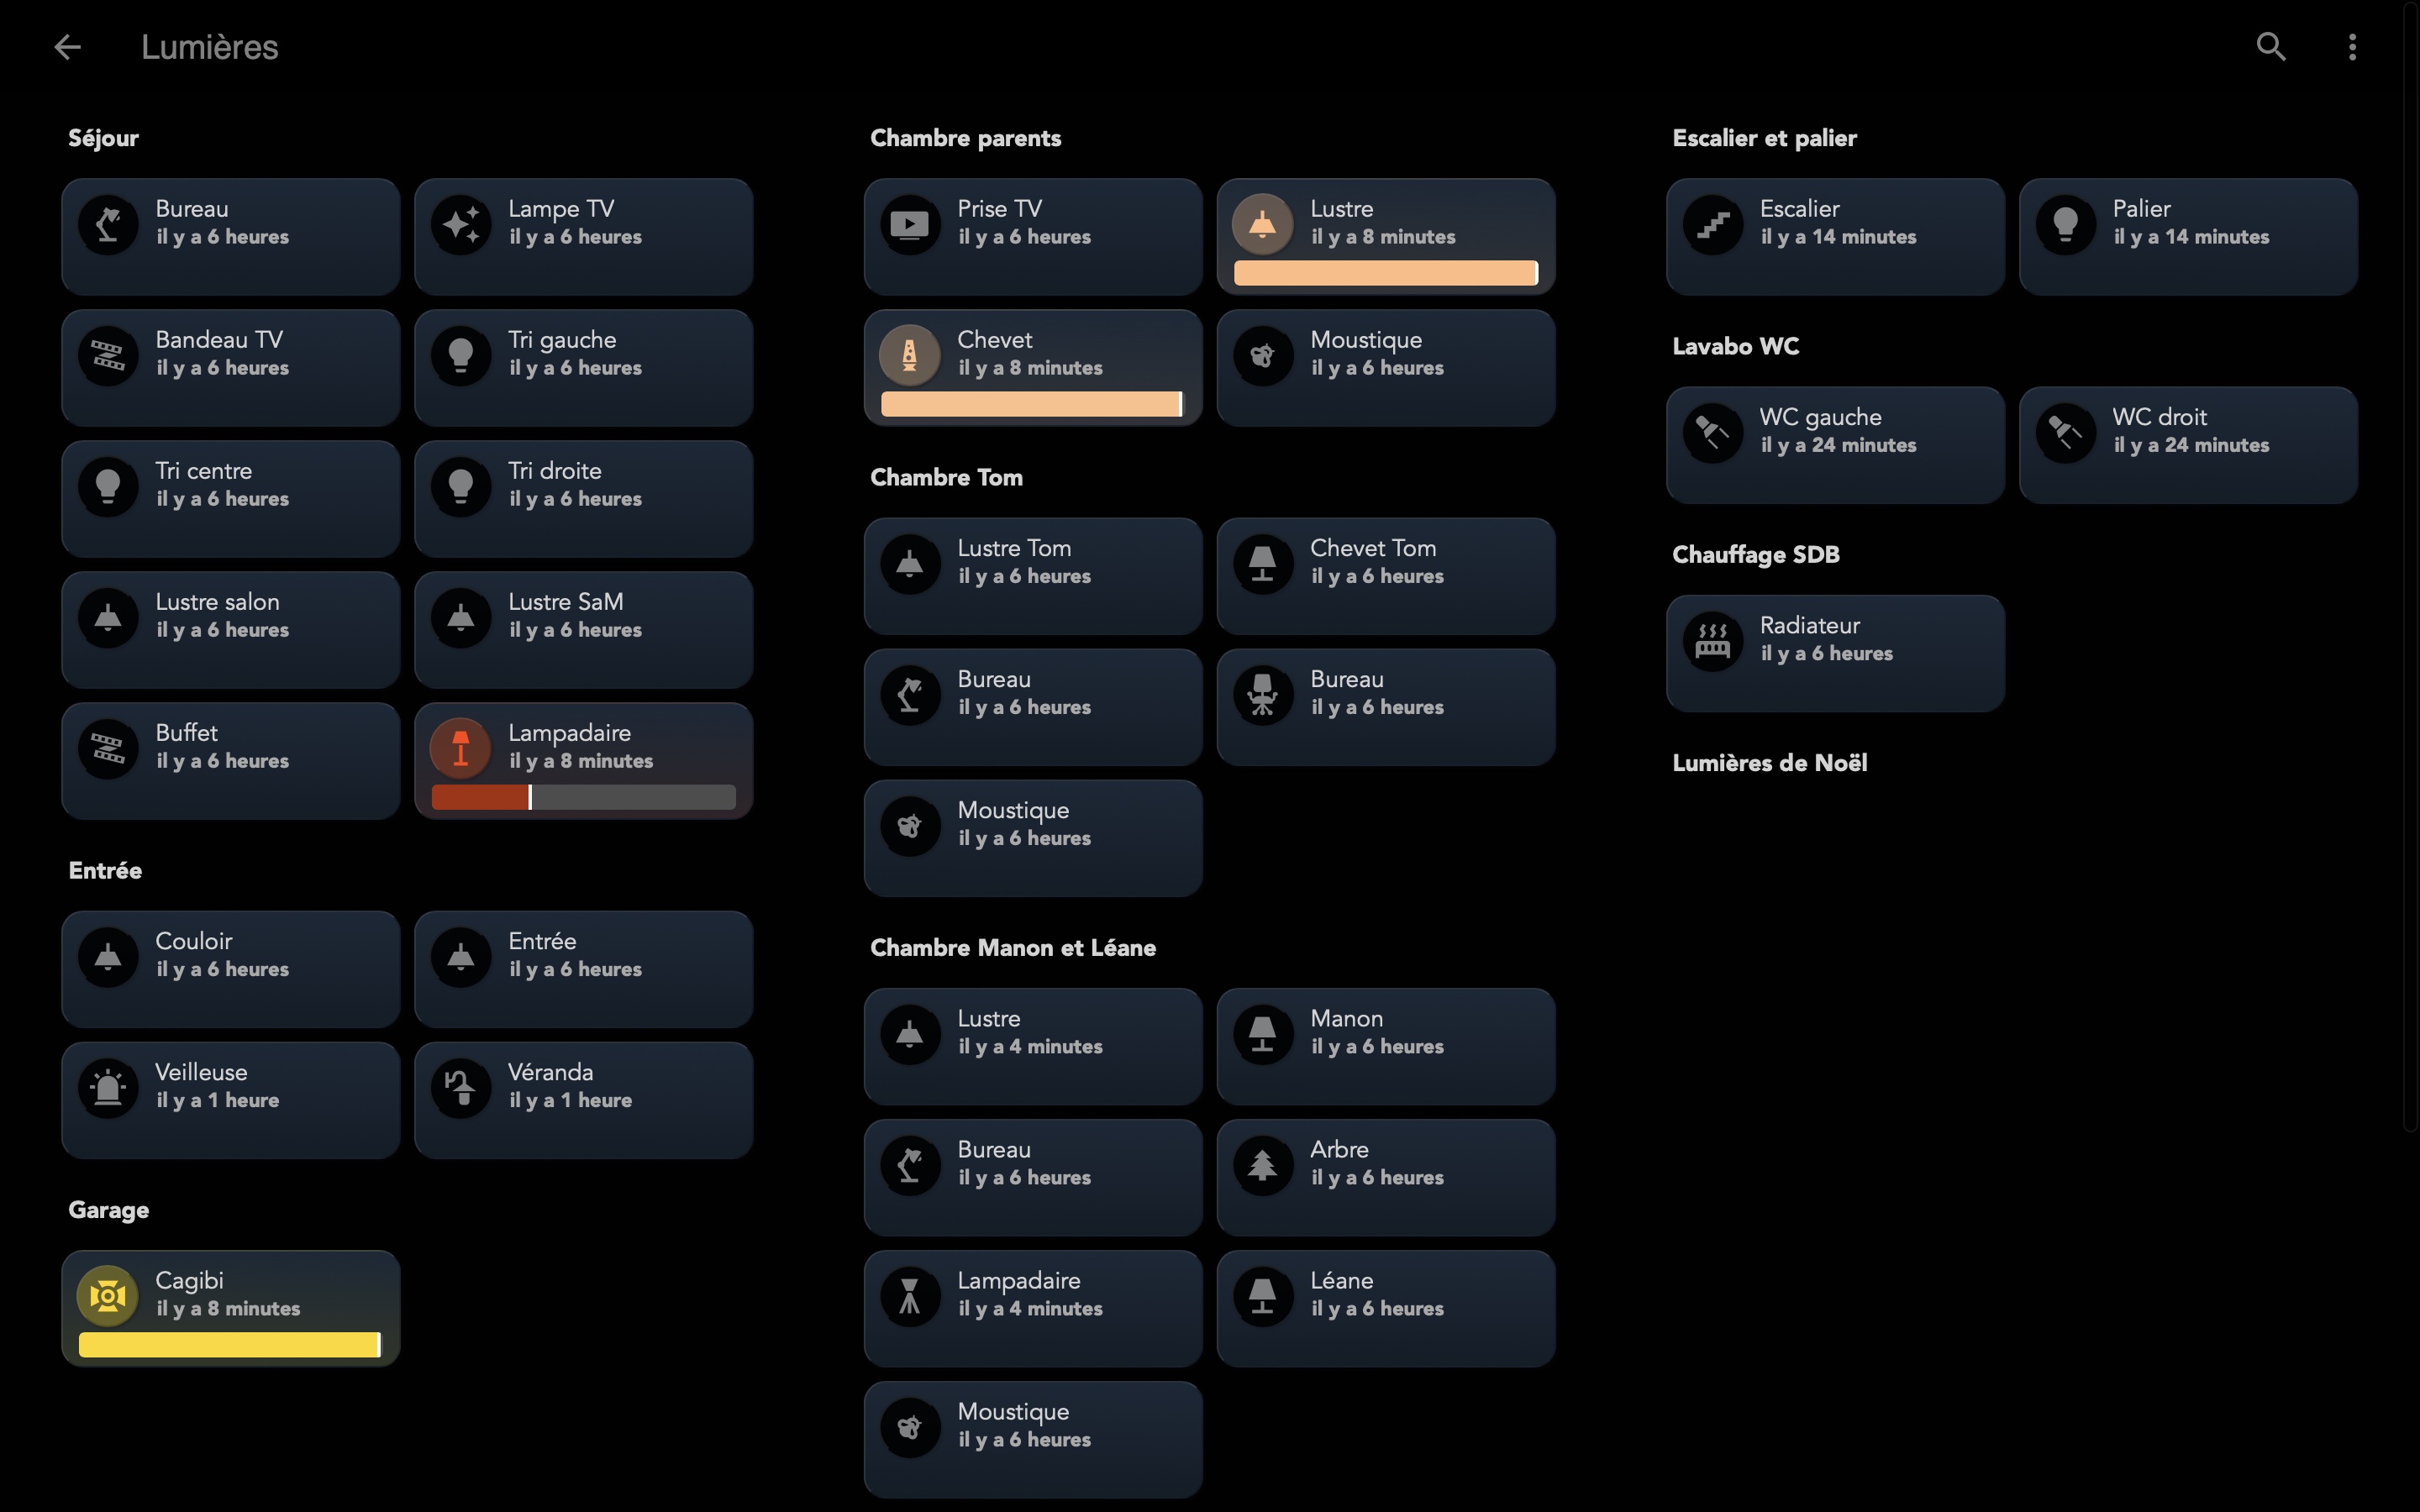 Lumières
Séjour
Bureau
il y a 6 heures
Lampe TV
il y a 6 heures
Bandeau TV
il y a 6 heures
Tri gauche
il y a 6 heures
Tri centre
il y a 6 heures
Tri droite
il y a 6 heures
Lustre salon
il y a 6 heures
Lustre SaM
il y a 6 heures
Buffet
il y a 6 heures
Lampadaire
il y a 8 minutes
Entrée
Couloir
il y a 6 heures
Entrée
il y a 6 heures
Veilleuse
il y a 1 heure
Véranda
il y a 1 heure
Garage
Cagibi
il y a 8 minutes
Chambre parents
Prise TV
il y a 6 heures
Lustre
il y a 8 minutes
Chevet
il y a 8 minutes
Moustique
il y a 6 heures
Chambre Tom
Lustre Tom
il y a 6 heures
Chevet Tom
il y a 6 heures
Bureau
il y a 6 heures
Bureau
il y a 6 heures
Moustique
il y a 6 heures
Chambre Manon et Léane
Lustre
il y a 4 minutes
Manon
il y a 6 heures
Bureau
il y a 6 heures
Arbre
il y a 6 heures
Lampadaire
il y a 4 minutes
Léane
il y a 6 heures
Moustique
il y a 6 heures
Escalier et palier
Escalier
il y a 14 minutes
Palier
il y a 14 minutes
Lavabo WC
WC gauche
il y a 24 minutes
WC droit
il y a 24 minutes
Chauffage SDB
Radiateur
il y a 6 heures
Lumières de Noël